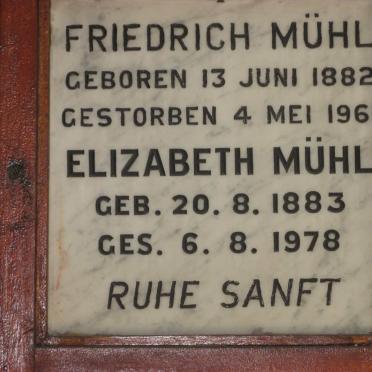 FRIEDRICH MÜHL
GEBOREN 13 JUNI 1882
GESTORBEN 4 MEI 196
ELIZABETH MÜHL
GEB. 20. 8. 1883
GES. 6. 8. 1978
RUHE SANFT